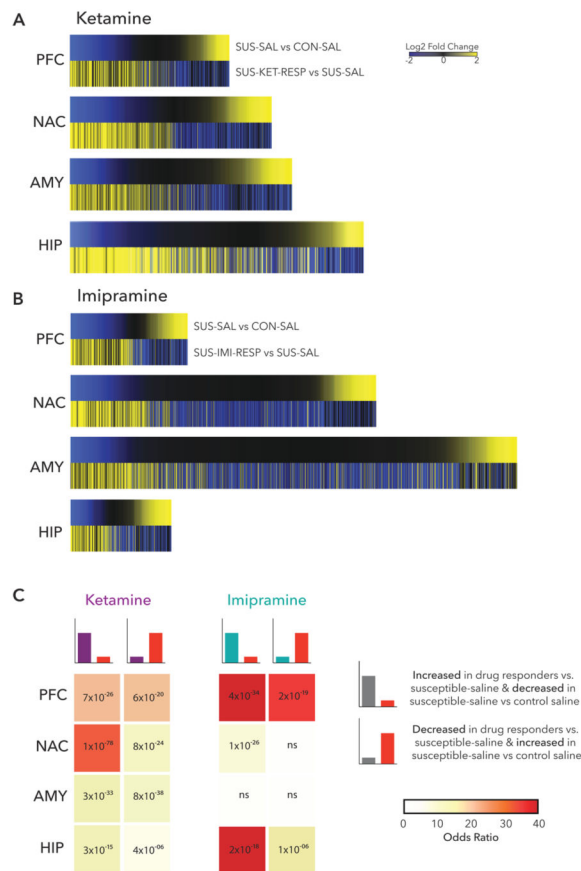 A
Ketamine
PFC
SUS-SAL vs CON-SAL
SUS-KET-RESP vs SUS-SAL
Log2 Fold Change
-2 0 2
NAC
AMY
HIP
B
Imipramine
PFC
SUS-SAL vs CON-SAL
SUS-IMI-RESP vs SUS-SAL
NAC
AMY
HIP
C
Ketamine Imipramine
PFC 7x10⁻²⁶ 6x10⁻²⁰ 2x10⁻¹⁹
NAC 1x10⁻⁷⁸ 8x10⁻²⁴ 1x10⁻²⁶ ns
AMY 3x10⁻³³ 8x10⁻³⁸ ns ns
HIP 3x10⁻¹⁵ 4x10⁻⁰⁶ 1x10⁻⁰⁶
Increased in drug responders vs.
susceptible-saline & decreased in
susceptible-saline vs control saline
Decreased in drug responders vs.
susceptible-saline & increased in
susceptible-saline vs control saline
0 10 20 30 40
Odds Ratio